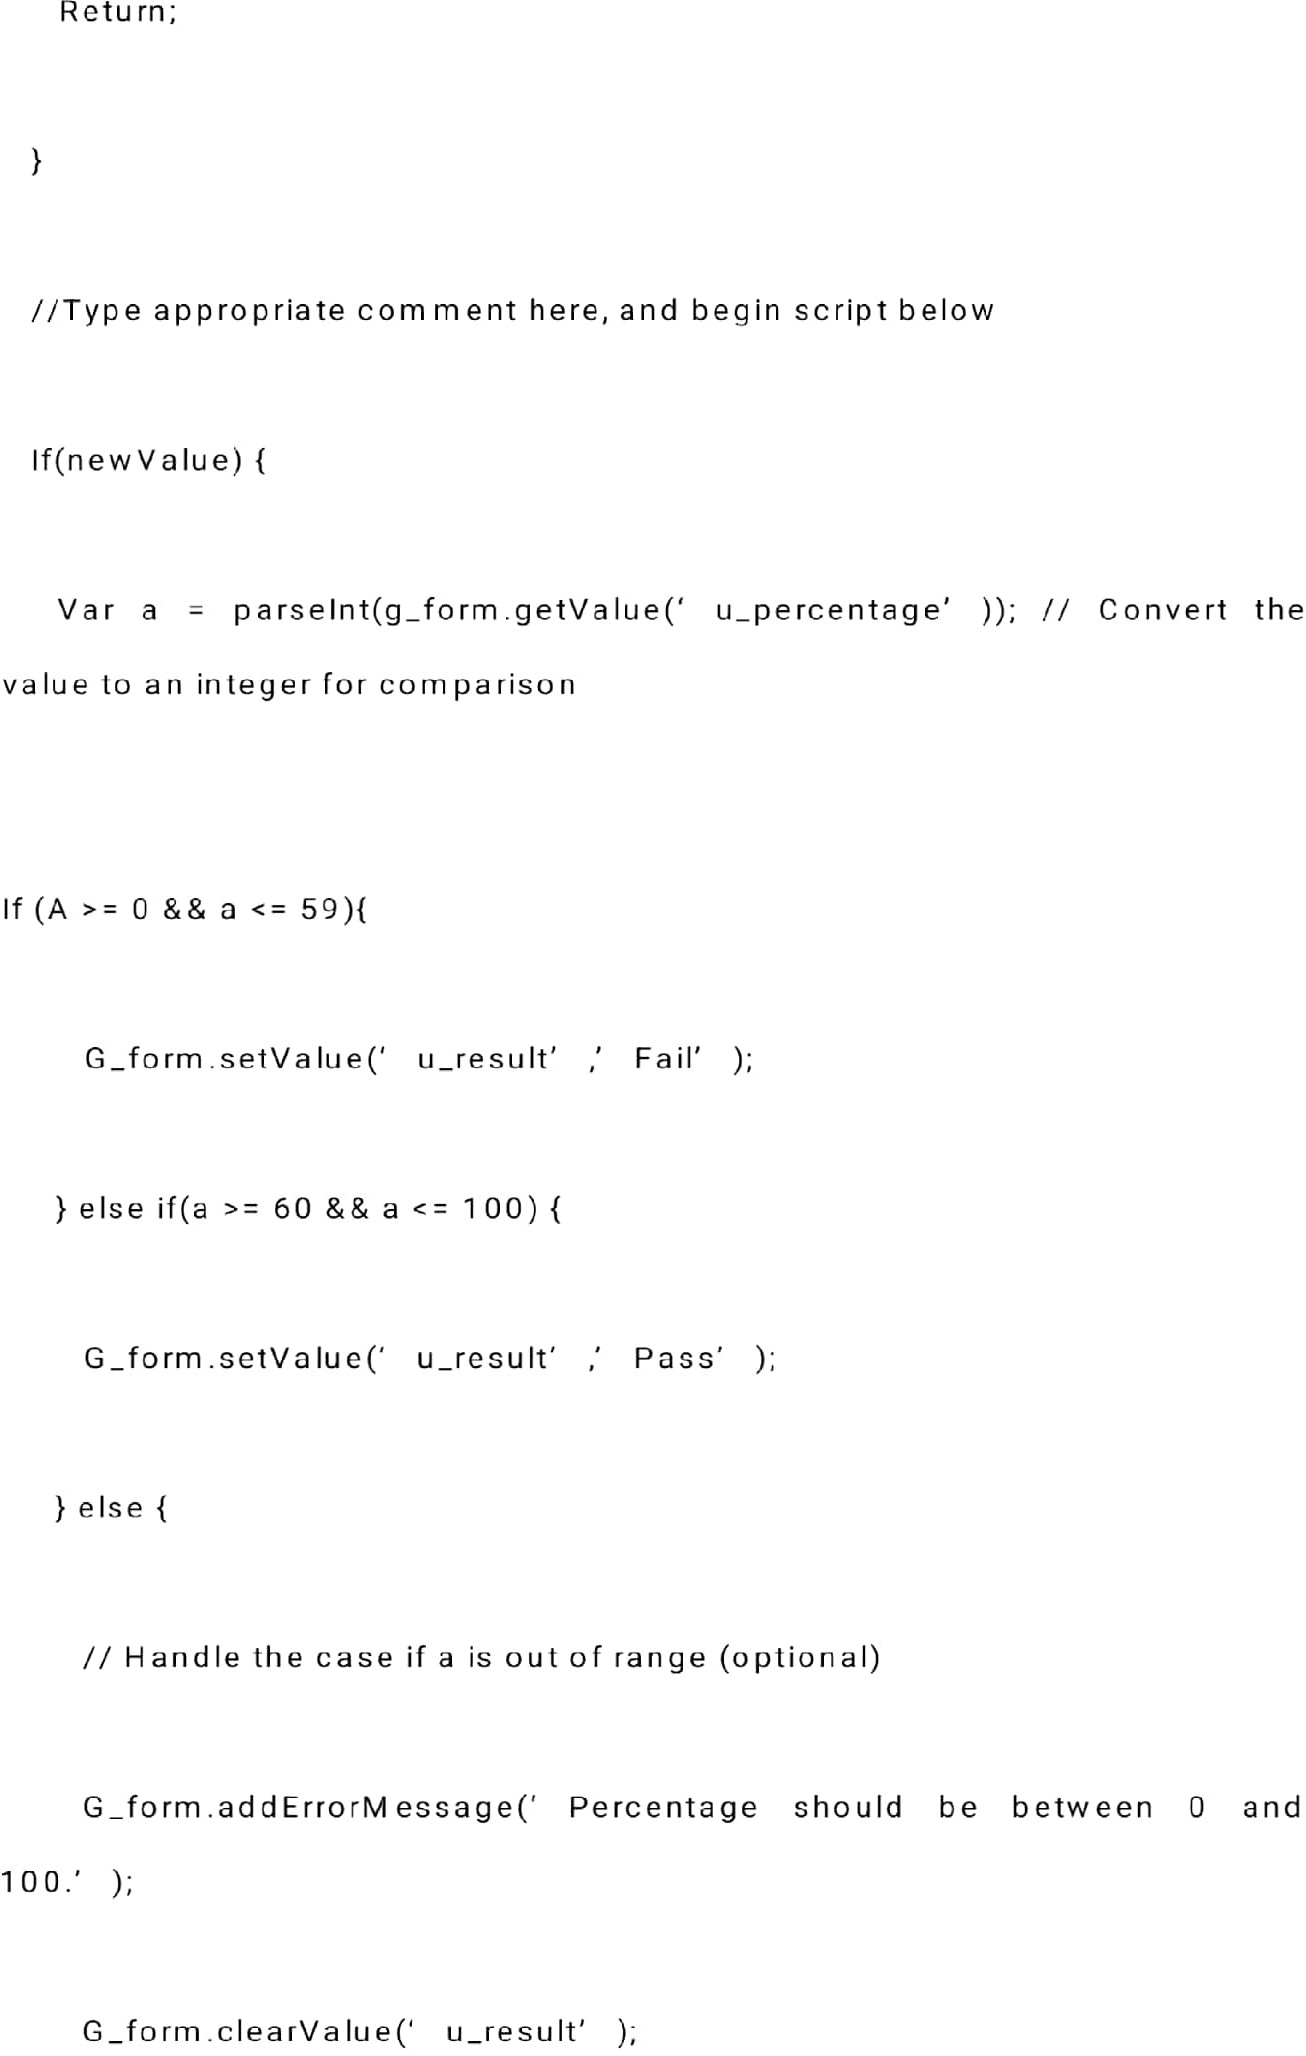 Return;
}
//Type appropriate comment here, and begin script below
If(newValue) {
Var a = parseInt(g_form.getValue(‘ u_percentage’ )); // Convert the
value to an integer for comparison
If (A >= 0 && a <= 59){
G_form.setValue(‘ u_result’ ,’ Fail’ );
} else if(a >= 60 && a <= 100) {
G_form.setValue(‘ u_result’ ,’ Pass’ );
} else {
// Handle the case if a is out of range (optional)
G_form.addErrorMessage(‘ Percentage should be between 0 and
100.’ );
G_form.clearValue(‘ u_result’ );